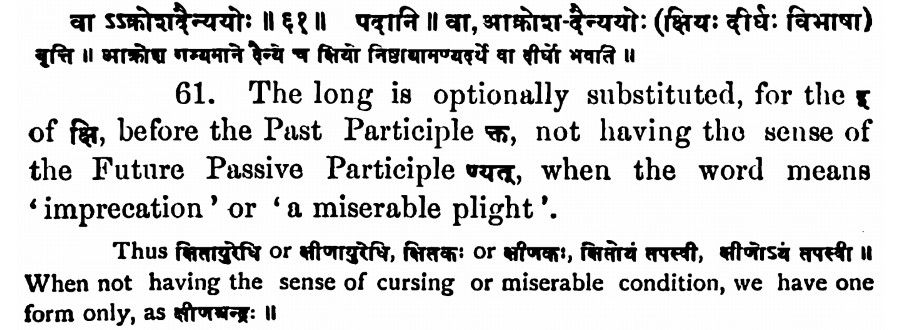 वा ऽऽक्रोशदैन्ययोः ॥ ६१ ॥ पदानि ॥ वा, आक्रोश-दैन्ययोः (क्षियः दीर्घः विभाषा)
वृत्ति ॥ आक्रोश गम्यमाने दैन्ये च क्षियो निष्ठायामण्यदर्थे वा दीर्घो भवति ॥
61. The long is optionally substituted, for the इ
of क्षि, before the Past Participle क्त, not having the sense of
the Future Passive Participle ण्यत्, when the word means
‘imprecation’ or ‘a miserable plight’.
Thus क्षितायुरेधि or क्षीणायुरेधि, क्षितकः or क्षीणकः, क्षितोयं तपस्वी, क्षीणोऽयं तपस्वी ॥
When not having the sense of cursing or miserable condition, we have one
form only, as क्षीणश्चन्द्रः ॥